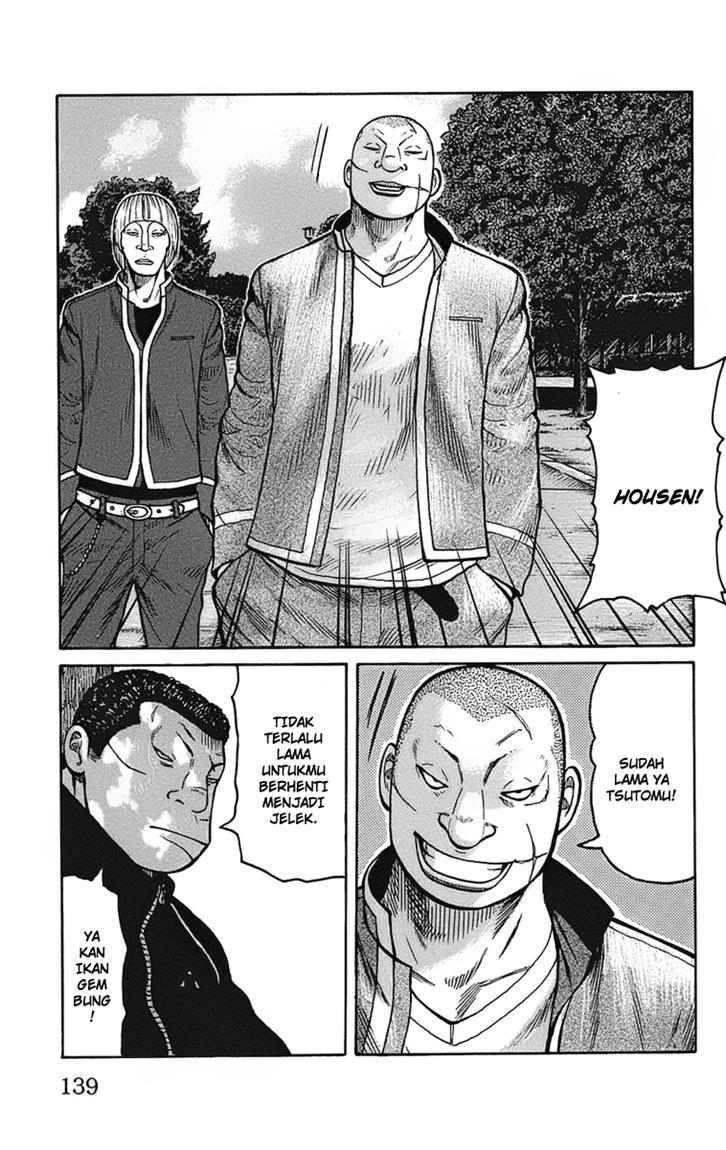 HOUSEN!
SUDAH
LAMA YA
TSUTOMU!
TIDAK
TERLALU
LAMA
UNTUKMU
BERHENTI
MENJADI
JELEK.
YA
KAN
IKAN
GEM
BUNG
!
139